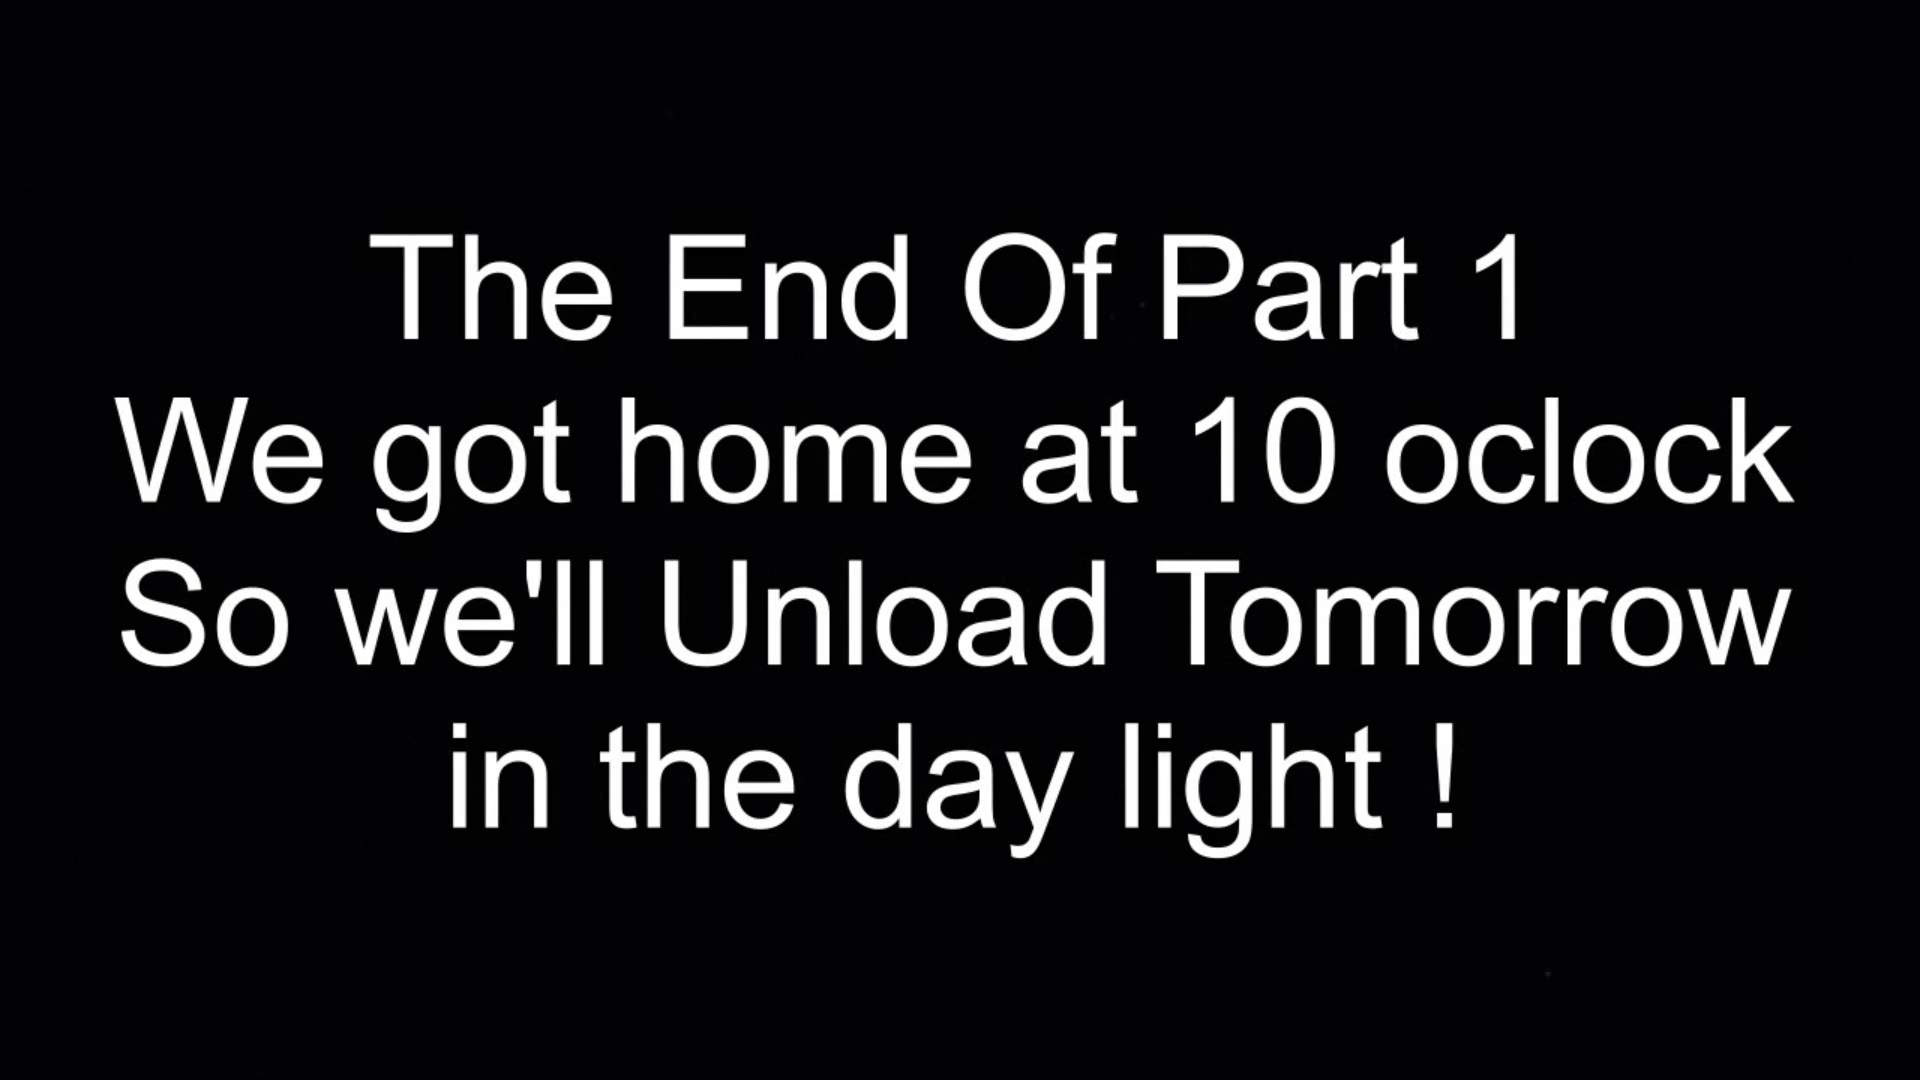 The End Of Part 1
We got home at 10 oclock
So we'll Unload Tomorrow
in the day light !